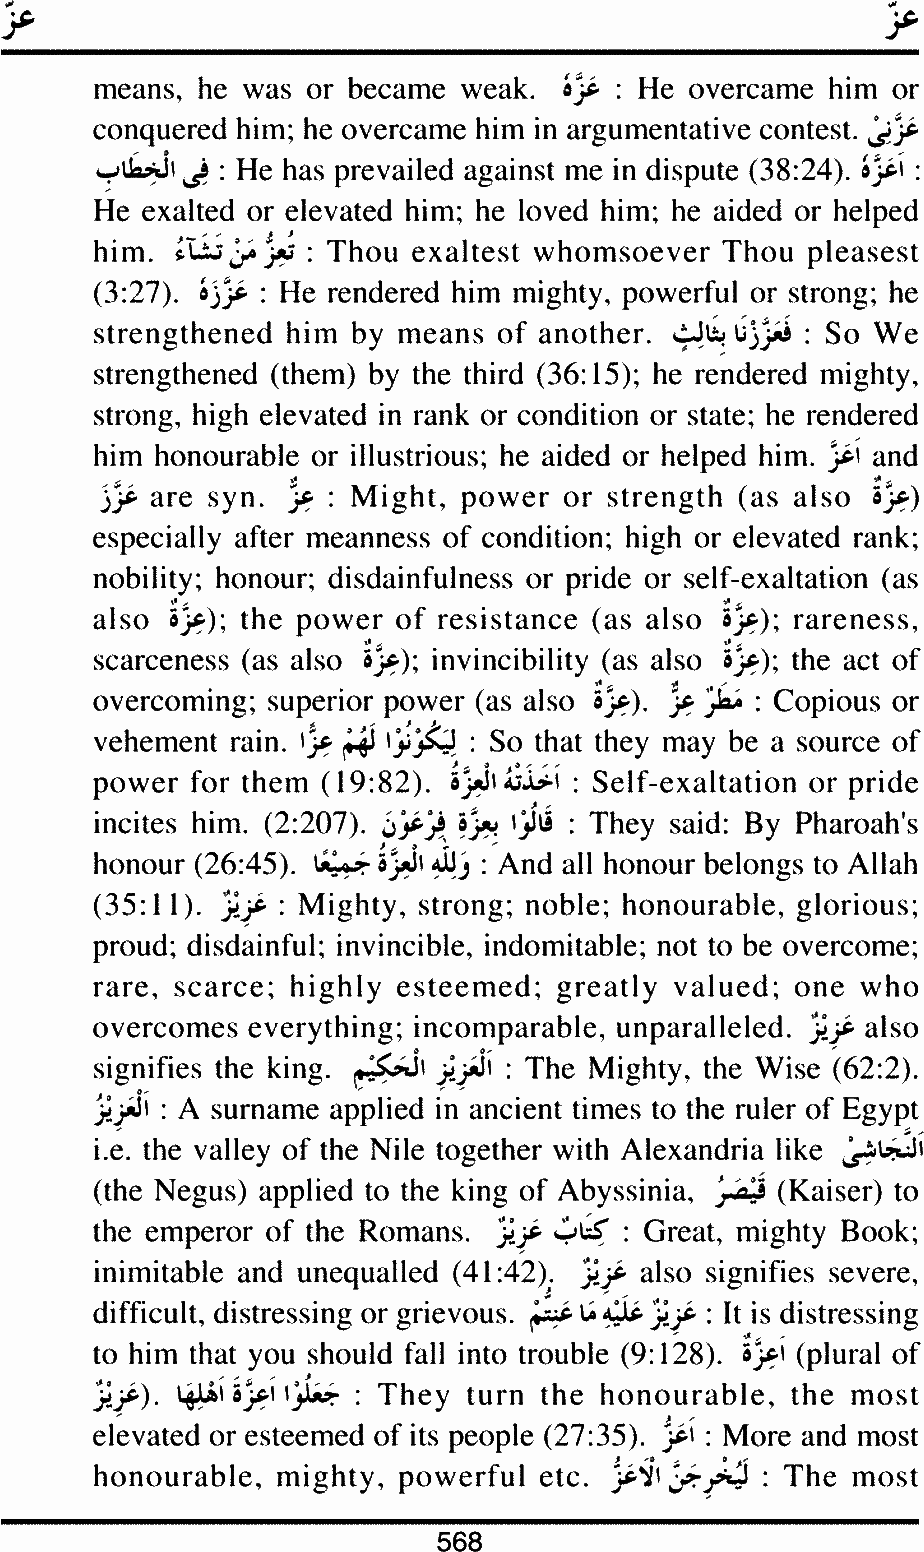 عزّ عزّ
means, he was or became weak. عَزَّهُ : He overcame him or
conquered him; he overcame him in argumentative contest. عَزَّنِیْ
فِی الْخِطَابِ : He has prevailed against me in dispute (38:24). اَعَزَّهُ :
He exalted or elevated him; he loved him; he aided or helped
him. تُعِزُّ مَنْ تَشَآءُ : Thou exaltest whomsoever Thou pleasest
(3:27). عَزَّزَهُ : He rendered him mighty, powerful or strong; he
strengthened him by means of another. فَعَزَّزْنَا بِثَالِثٍ : So We
strengthened (them) by the third (36:15); he rendered mighty,
strong, high elevated in rank or condition or state; he rendered
him honourable or illustrious; he aided or helped him. اَعَزَّ and
عَزَّزَ are syn. عِزٌّ : Might, power or strength (as also عِزَّةٌ)
especially after meanness of condition; high or elevated rank;
nobility; honour; disdainfulness or pride or self-exaltation (as
also عِزَّةٌ); the power of resistance (as also عِزَّةٌ); rareness,
scarceness (as also عِزَّةٌ); invincibility (as also عِزَّةٌ); the act of
overcoming; superior power (as also عِزَّةٌ). مَطَرٌ عِزٌّ : Copious or
vehement rain. لِیَكُوْنُوْا لَهُمْ عِزًّا : So that they may be a source of
power for them (19:82). اَخَذَتْهُ الْعِزَّةُ : Self-exaltation or pride
incites him. (2:207). قَالُوْا بِعِزَّةِ فِرْعَوْنَ : They said: By Pharoah's
honour (26:45). وَلِلّٰهِ الْعِزَّةُ جَمِیْعًا : And all honour belongs to Allah
(35:11). عَزِیْزٌ : Mighty, strong; noble; honourable, glorious;
proud; disdainful; invincible, indomitable; not to be overcome;
rare, scarce; highly esteemed; greatly valued; one who
overcomes everything; incomparable, unparalleled. عَزِیْزٌ also
signifies the king. اَلْعَزِیْزِ الْحَكِیْمِ : The Mighty, the Wise (62:2).
اَلْعَزِیْزُ : A surname applied in ancient times to the ruler of Egypt
i.e. the valley of the Nile together with Alexandria like اَلنَّجَاشِیْ
(the Negus) applied to the king of Abyssinia, قَیْصَرُ (Kaiser) to
the emperor of the Romans. كِتَابٌ عَزِیْزٌ : Great, mighty Book;
inimitable and unequalled (41:42). عَزِیْزٌ also signifies severe,
difficult, distressing or grievous. عَزِیْزٌ عَلَیْهِ مَا عَنِتُّمْ : It is distressing
to him that you should fall into trouble (9:128). اَعِزَّةٌ (plural of
عَزِیْزٌ). جَعَلُوْا اَعِزَّةَ اَهْلِهَا : They turn the honourable, the most
elevated or esteemed of its people (27:35). اَعَزُّ : More and most
honourable, mighty, powerful etc. لَیُخْرِجَنَّ الْاَعَزُّ : The most
568